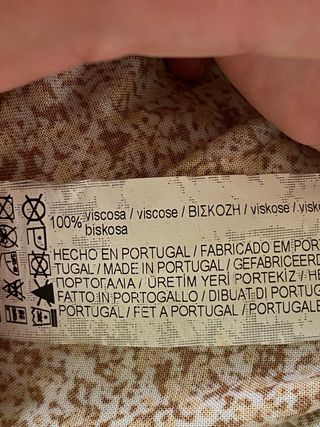 100% viscosa / viscose / ΒΙΣΚΟΖΗ / viskose /
biskosa
HECHO EN PORTUGAL / FABRICADO EM POR
TUGAL / MADE IN PORTUGAL / GEFABRICEERD
ΠΟΡΤΟΓΑΛΙΑ / ÜRETİM YERİ PORTEKİZ / HE
FATTO IN PORTOGALLO / DIBUAT DI PORTUG
PORTUGAL / FET A PORTUGAL / PORTUGALE